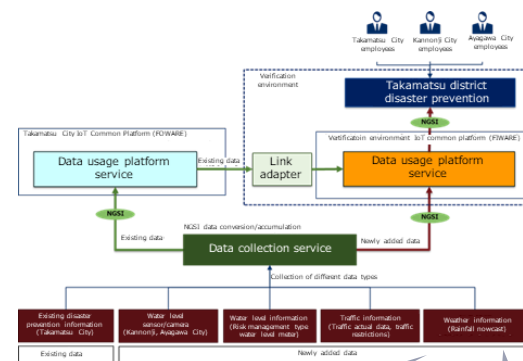 Takamatsu City
employees
Kannonji City
employees
Ayagawa City
employees
Verification
environment
Takamatsu district
disaster prevention
NGSI
Takamatsu City IoT Common Platform (FOWARE)
Verificatoin environment IoT common platform (FIWARE)
Data usage platform
service
Existing data
Link
adapter
Data usage platform
service
NGSI
NGSI
NGSI data conversion/accumulation
Existing data
Data collection service
Newly added data
Collection of different data types
Existing disaster
prevention information
(Takamatsu City)
Water level
sensor/camera
(Kannonji, Ayagawa City)
Water level information
(Risk management type
water level meter)
Traffic information
(Traffic actual data, baffic
restrictions)
Weather information
(Rainfall nowcast)
Existing data
Newly added data